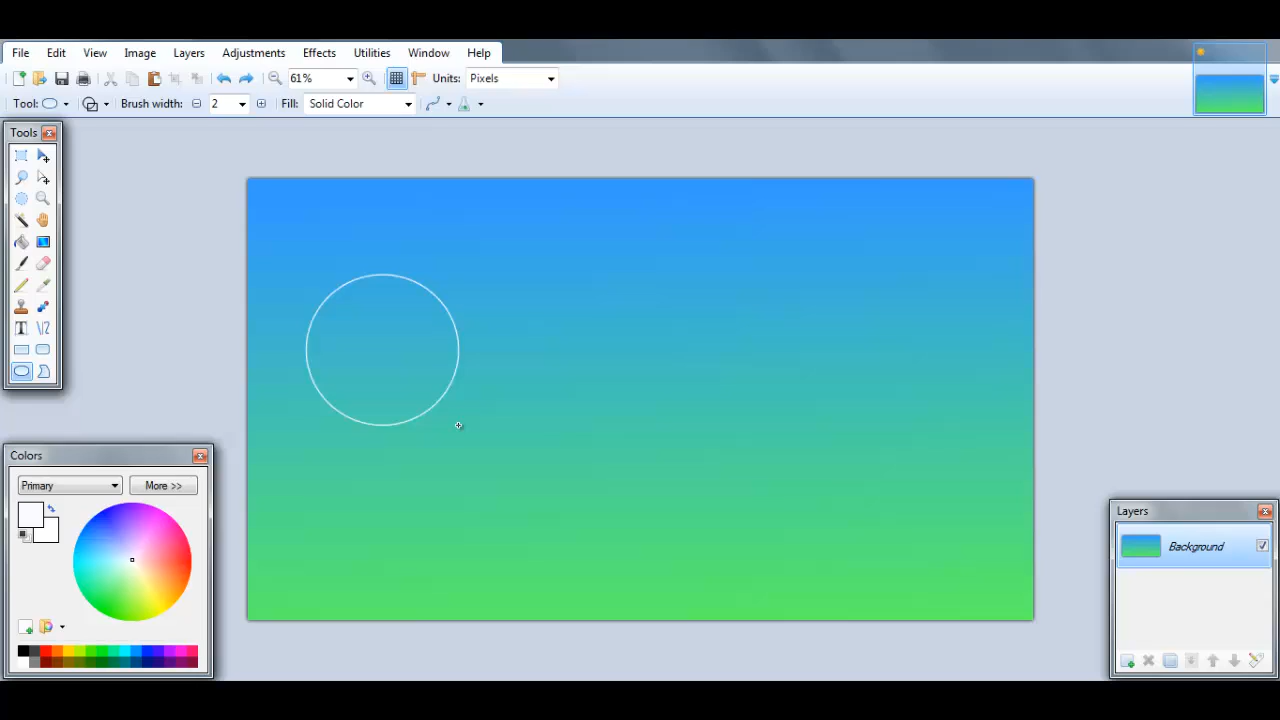 File Edit View Image Layers Adjustments Effects Utilities Window Help
61% Units: Pixels
Tool: Brush width: 2 Fill: Solid Color
Tools
Colors
Primary More >>
Layers
Background